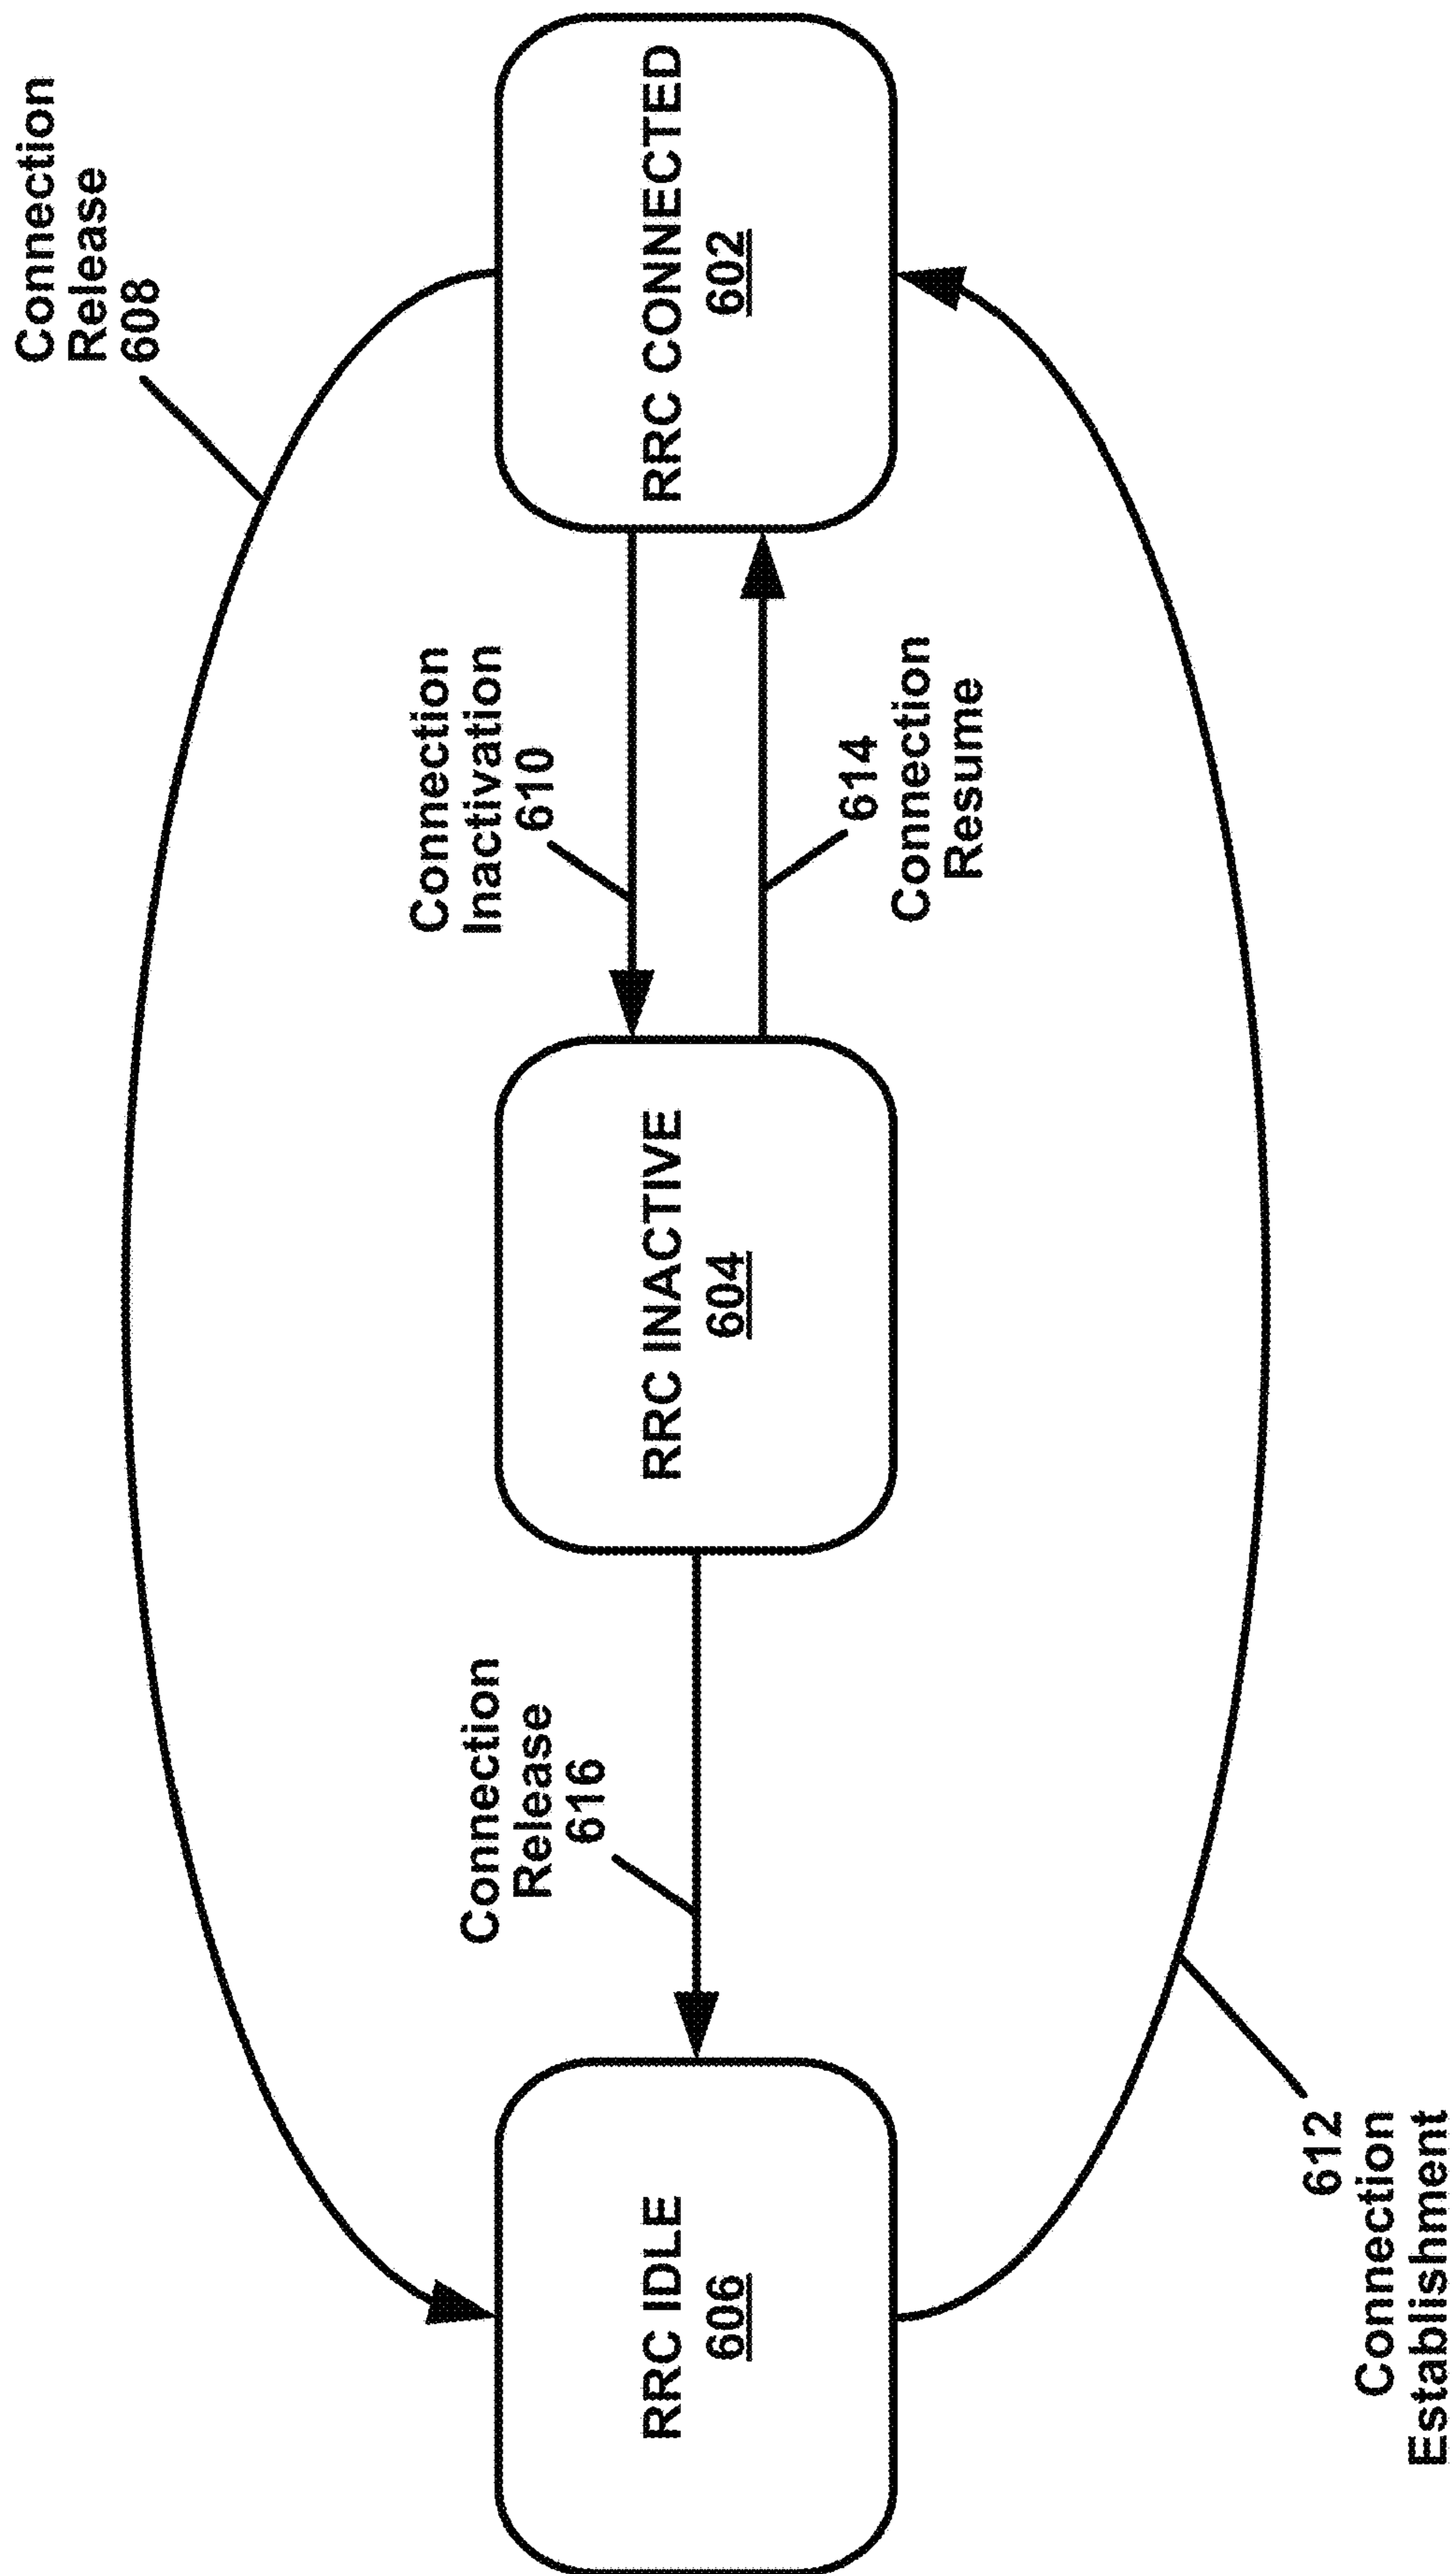 Connection
Release
608
RRC CONNECTED
602
Connection
Inactivation
610
614
Connection
Resume
RRC INACTIVE
604
Connection
Release
616
RRC IDLE
606
612
Connection
Establishment